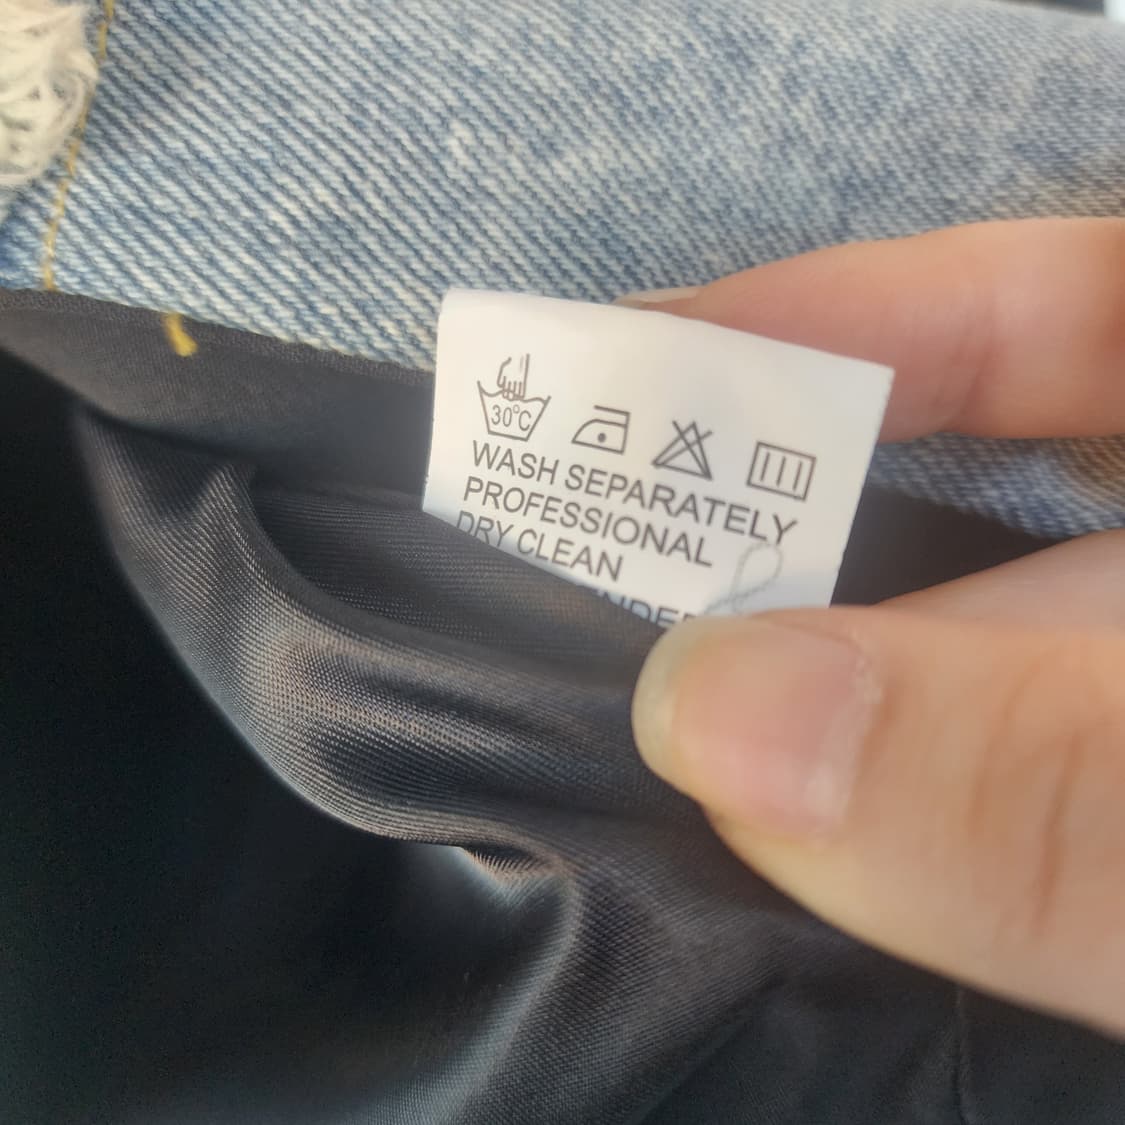 30°C
WASH SEPARATELY
PROFESSIONAL
DRY CLEAN